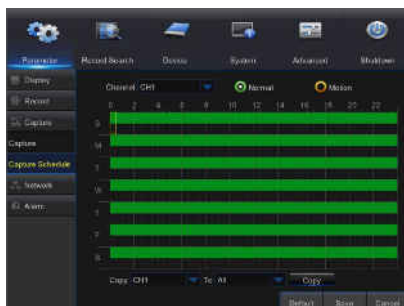 Parameter Record Search Device System Advanced Shutdown
Display
Record
Capture
Capture
Capture Schedule
Network
Alarm
Channel CH1 Normal Motion
0 2 4 6 8 10 12 14 16 18 20 22
S
M
T
W
T
F
S
Copy CH1 To All Copy
Default Save Cancel